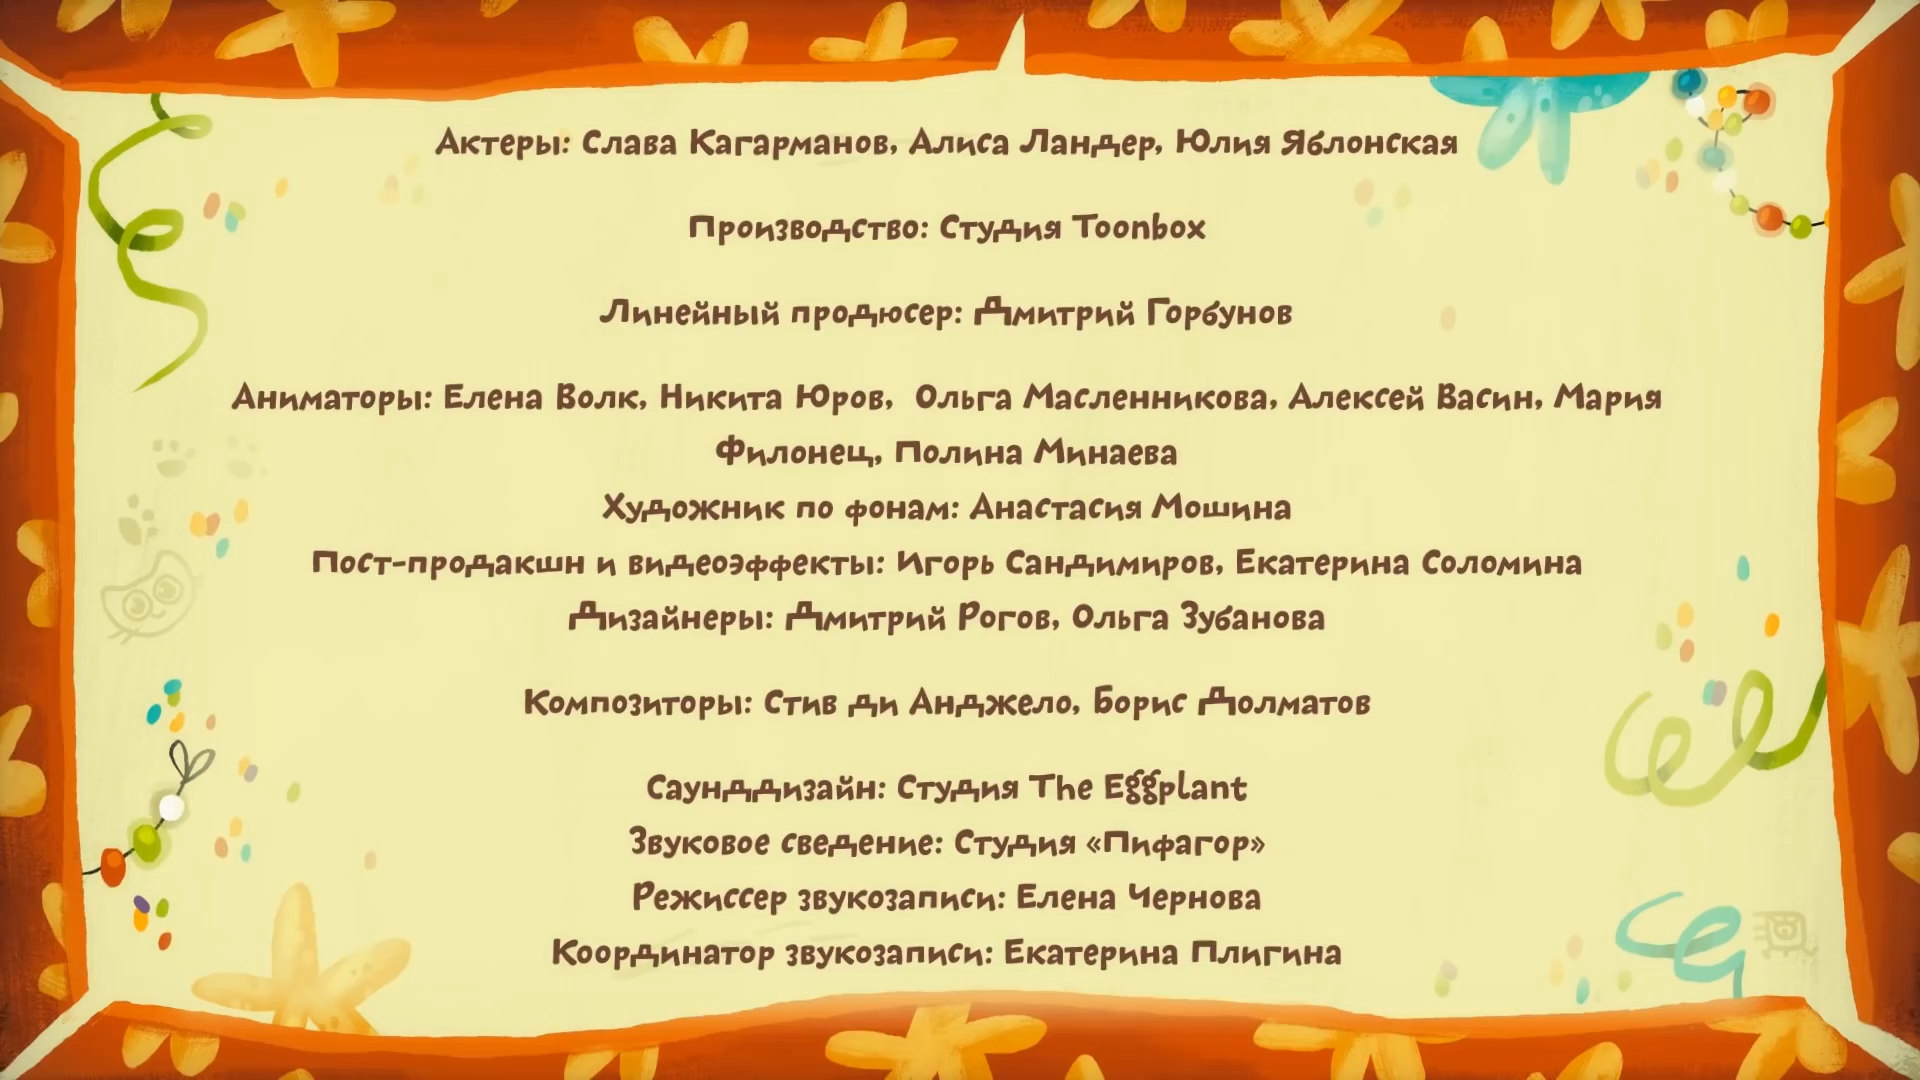 Актеры: Слава Кагарманов, Алиса Ландер, Юлия Яблонская
Производство: Студия Toonbox
Линейный продюсер: Дмитрий Горбунов
Аниматоры: Елена Волк, Никита Юров, Ольга Масленникова, Алексей Васин, Мария
Филонец, Полина Минаева
Художник по фонам: Анастасия Мошина
Пост-продакшн и видеоэффекты: Игорь Сандимиров, Екатерина Соломина
Дизайнеры: Дмитрий Рогов, Ольга Зубанова
Композиторы: Стив ди Анджело, Борис Долматов
Саунддизайн: Студия The Eggplant
Звуковое сведение: Студия «Пифагор»
Режиссер звукозаписи: Елена Чернова
Координатор звукозаписи: Екатерина Плигина